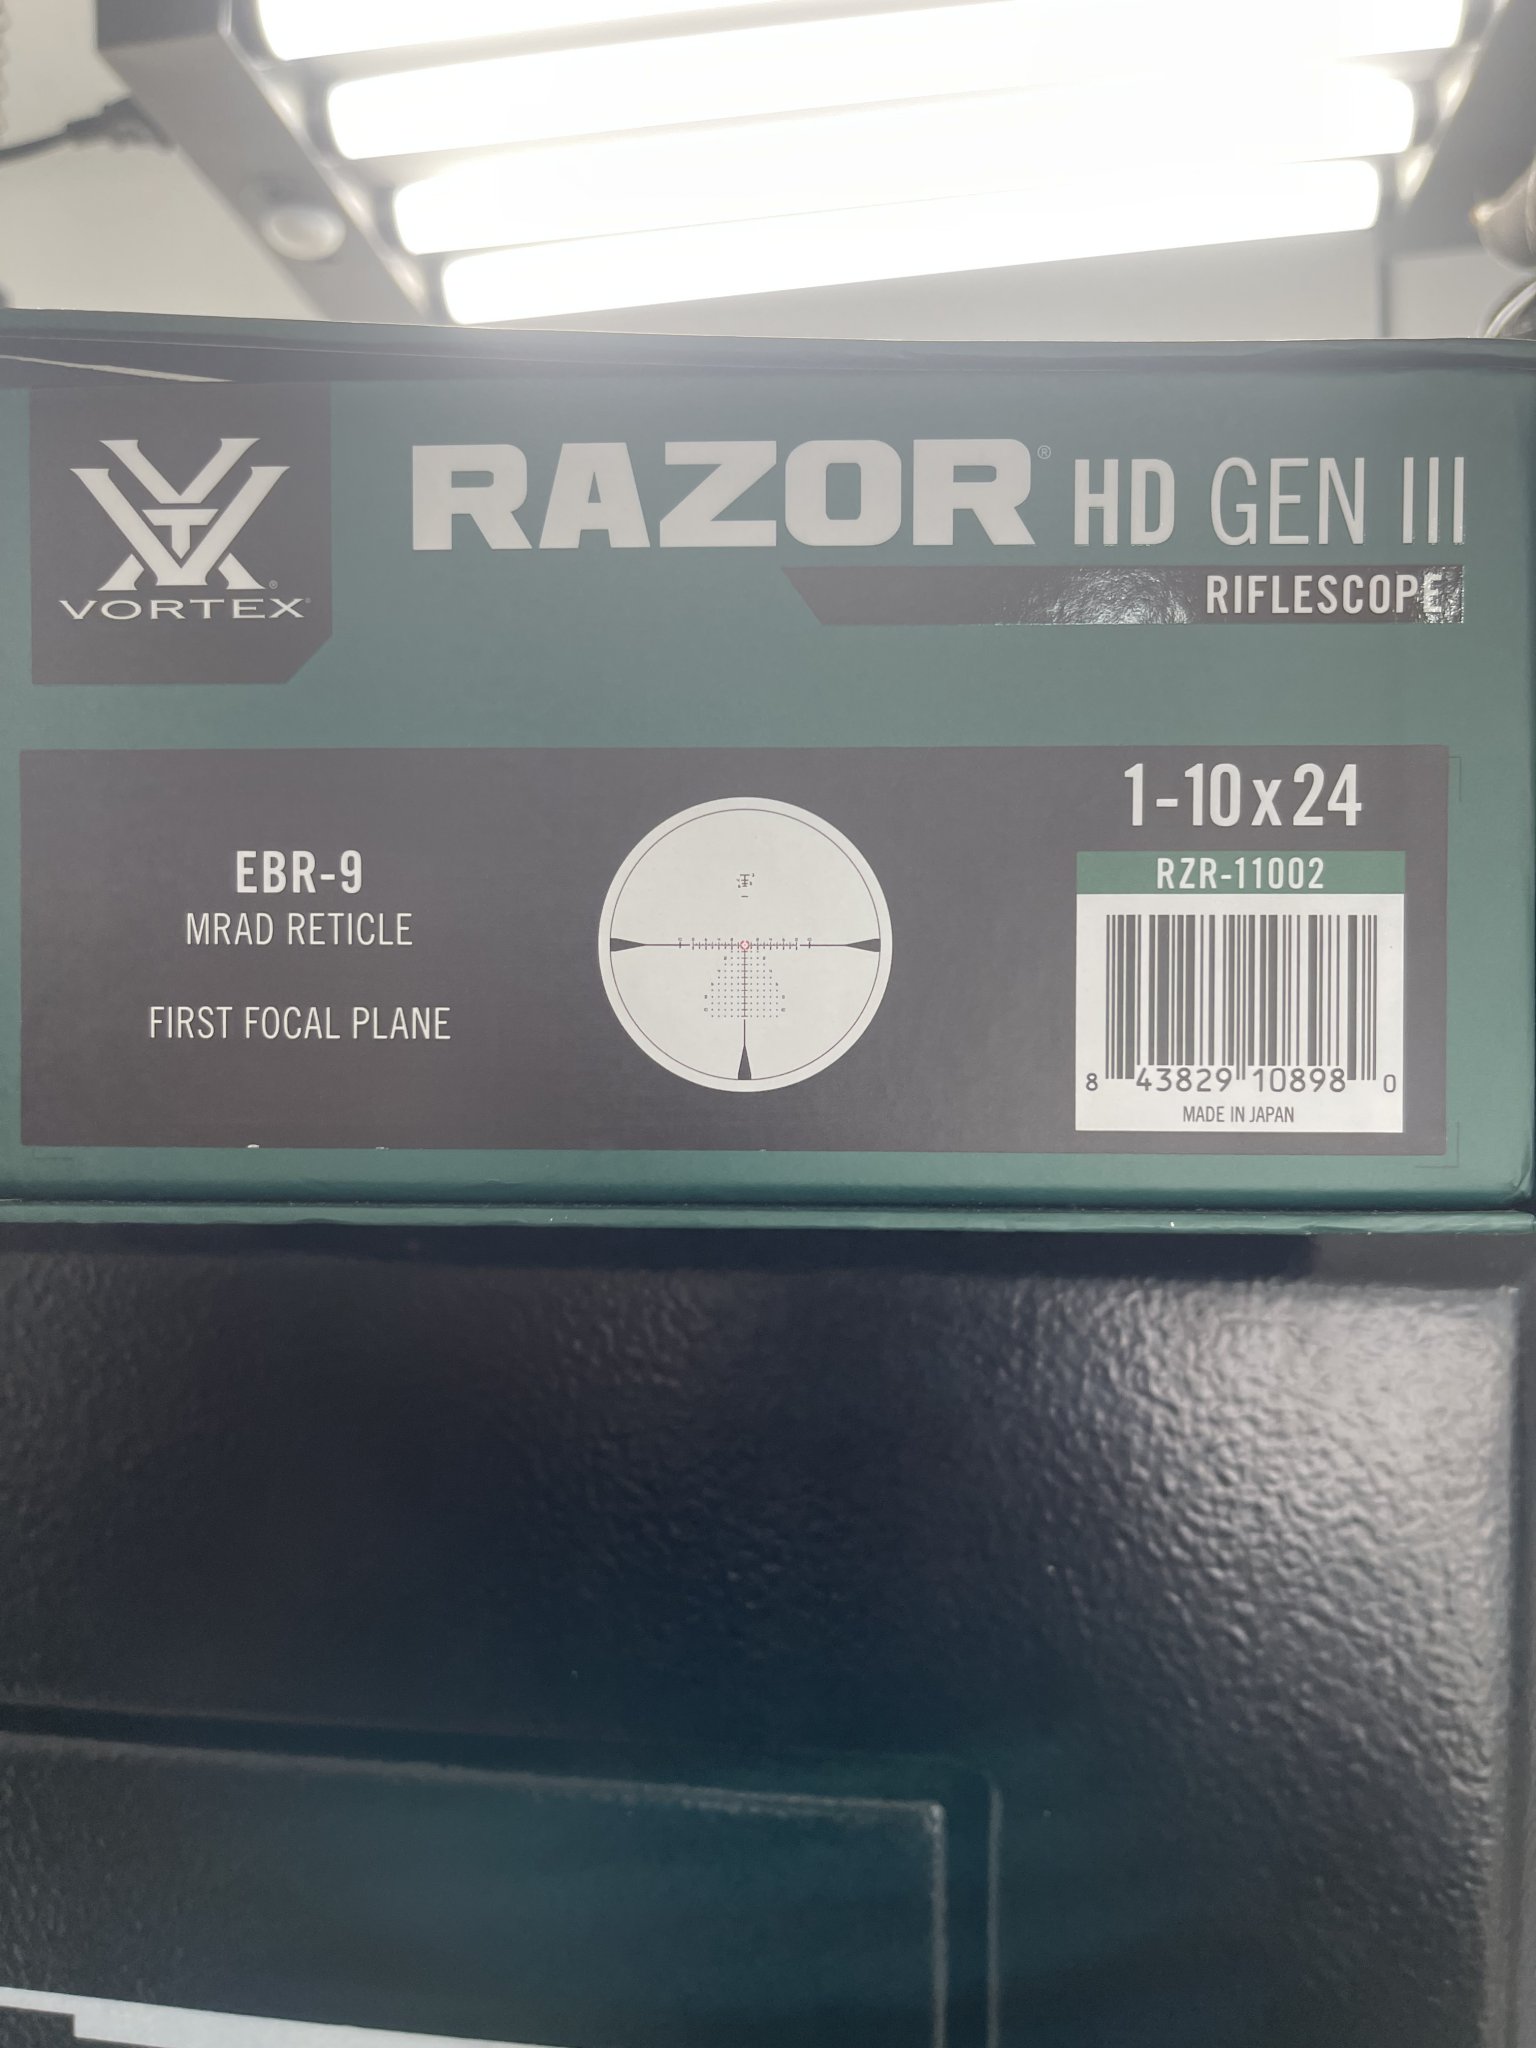 RAZOR® HD GEN III
RIFLESCOPE
VORTEX®
1-10x24
RZR-11002
EBR-9
MRAD RETICLE
FIRST FOCAL PLANE
8 43829 10898 0
MADE IN JAPAN